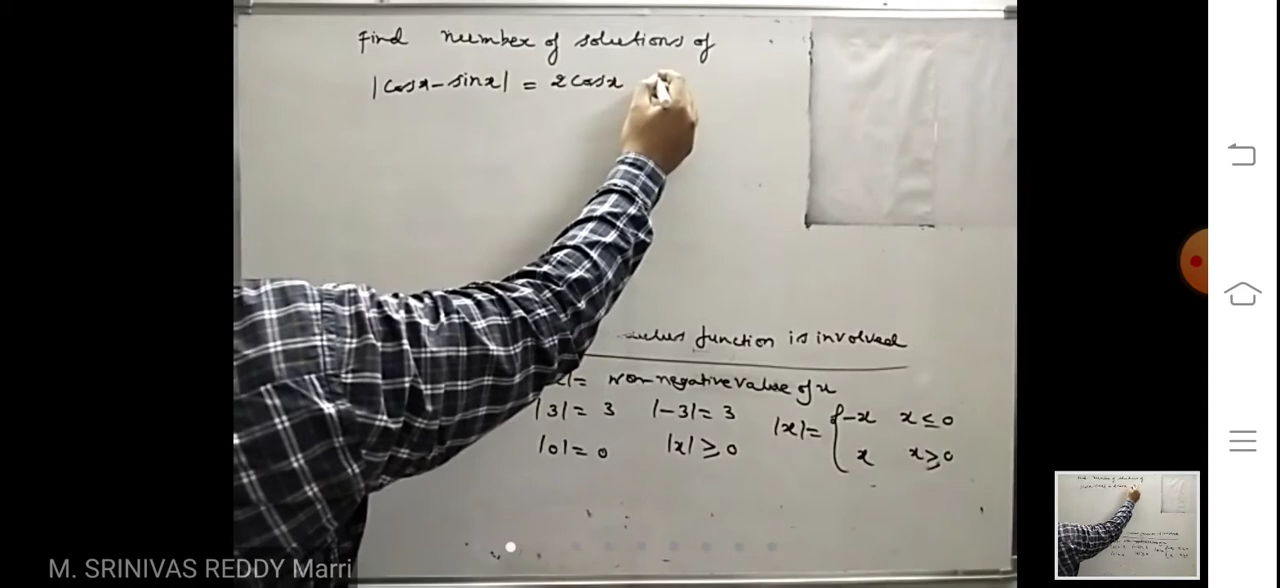 Find number of solutions of
|cosx - sinx| = 2cosx
function is involved
= non-negative value of x
|3| = 3 |-3| = 3 |x| = { -x x ≤ 0
|0| = 0 |x| ≥ 0 x x ≥ 0
M. SRINIVAS REDDY Marri